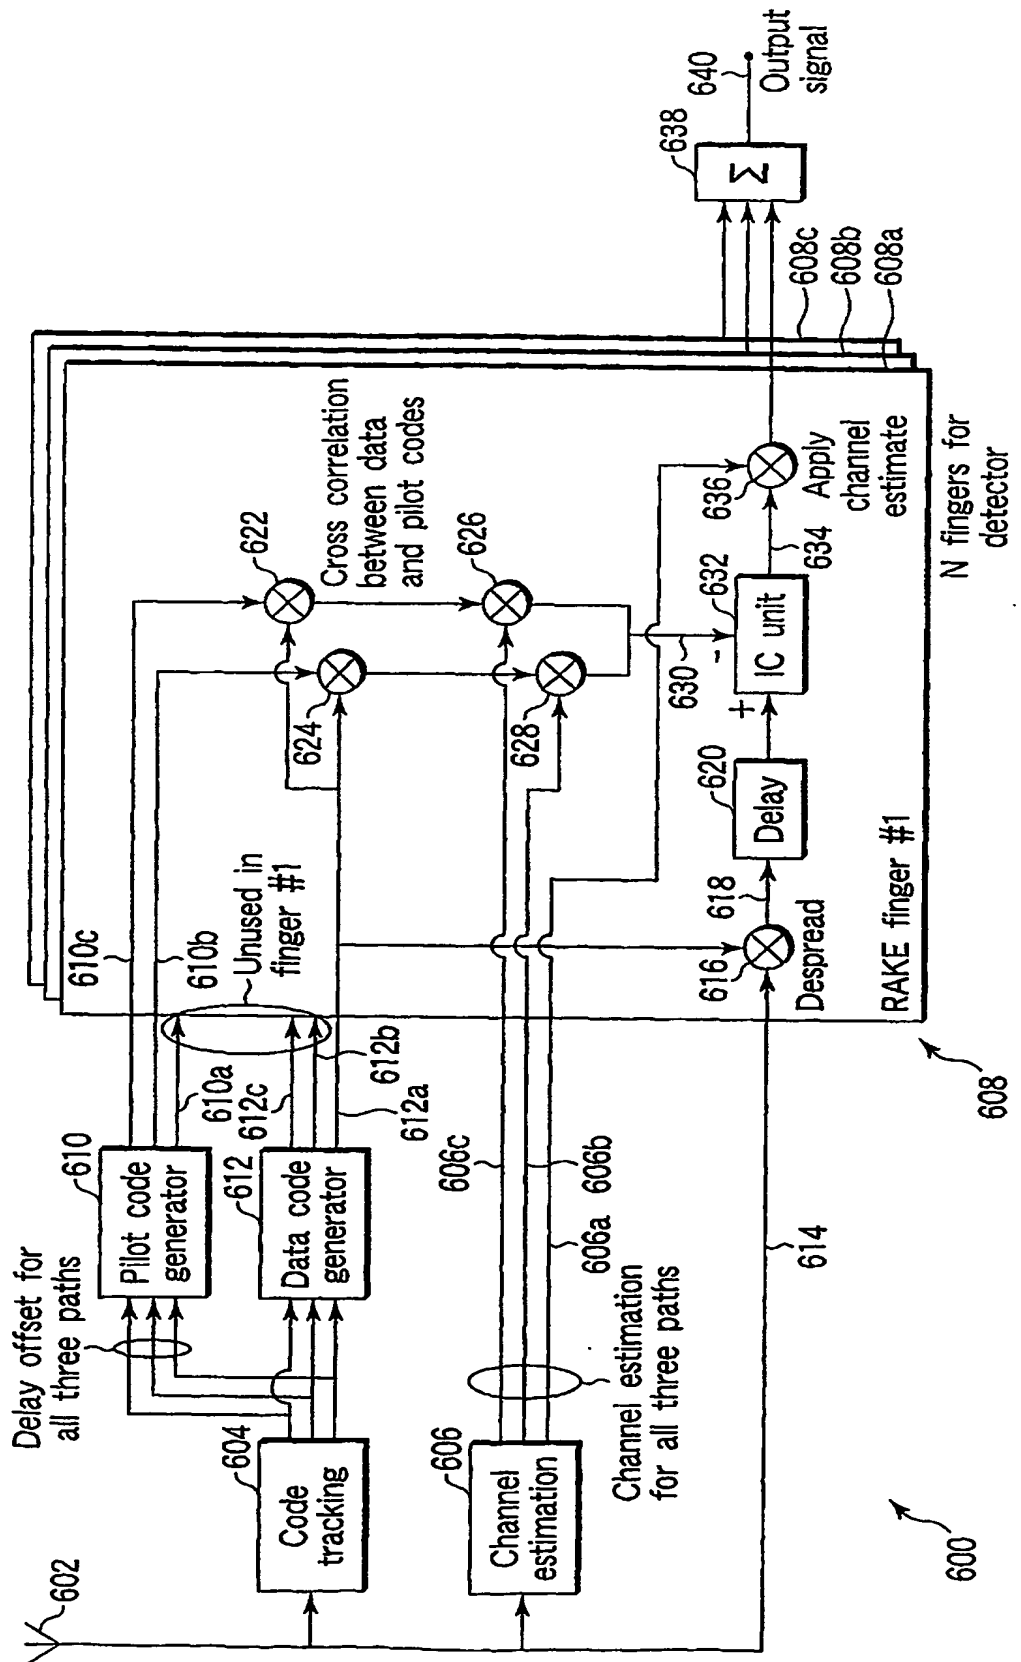 602
604
Code
tracking
606
Channel
estimation
600
Delay offset for
all three paths
Channel estimation
for all three paths
610
Pilot code
generator
612
Data code
generator
610a
612c
612b
612a
606c
606b
606a
614
608
610c
610b
Unused in
finger #1
616
Despread
618
620
Delay
RAKE finger #1
622
624
Cross correlation
between data
and pilot codes
626
628
630
-
+
632
IC unit
634
636
Apply
channel
estimate
N fingers for
detector
608c
608b
608a
638
Σ
640
Output
signal